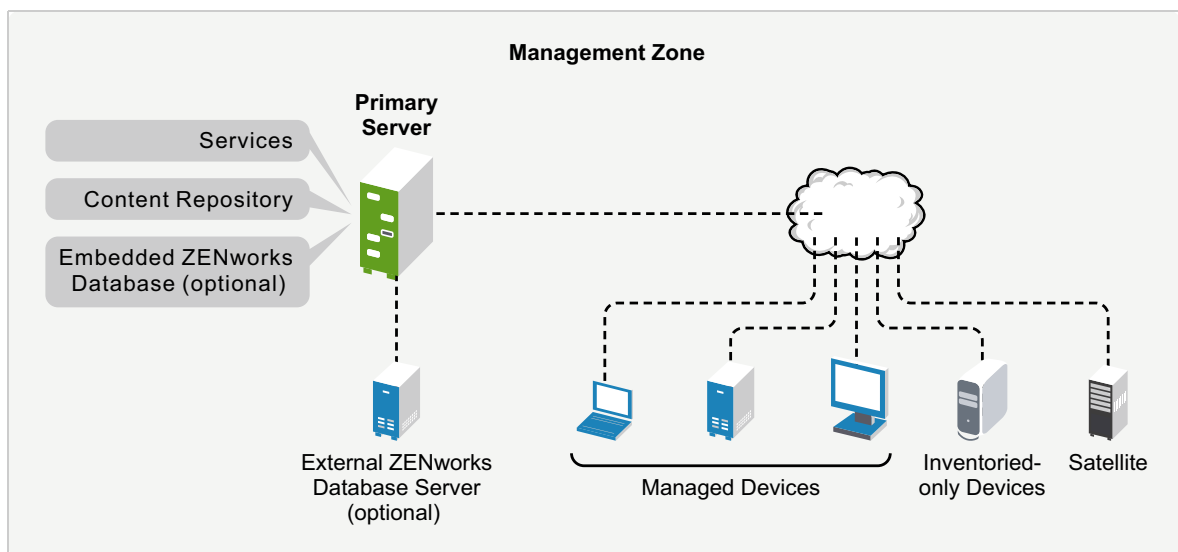 Management Zone
Primary
Server
Services
Content Repository
Embedded ZENworks
Database (optional)
External ZENworks
Database Server
(optional)
Managed Devices
Inventoried-
only Devices
Satellite